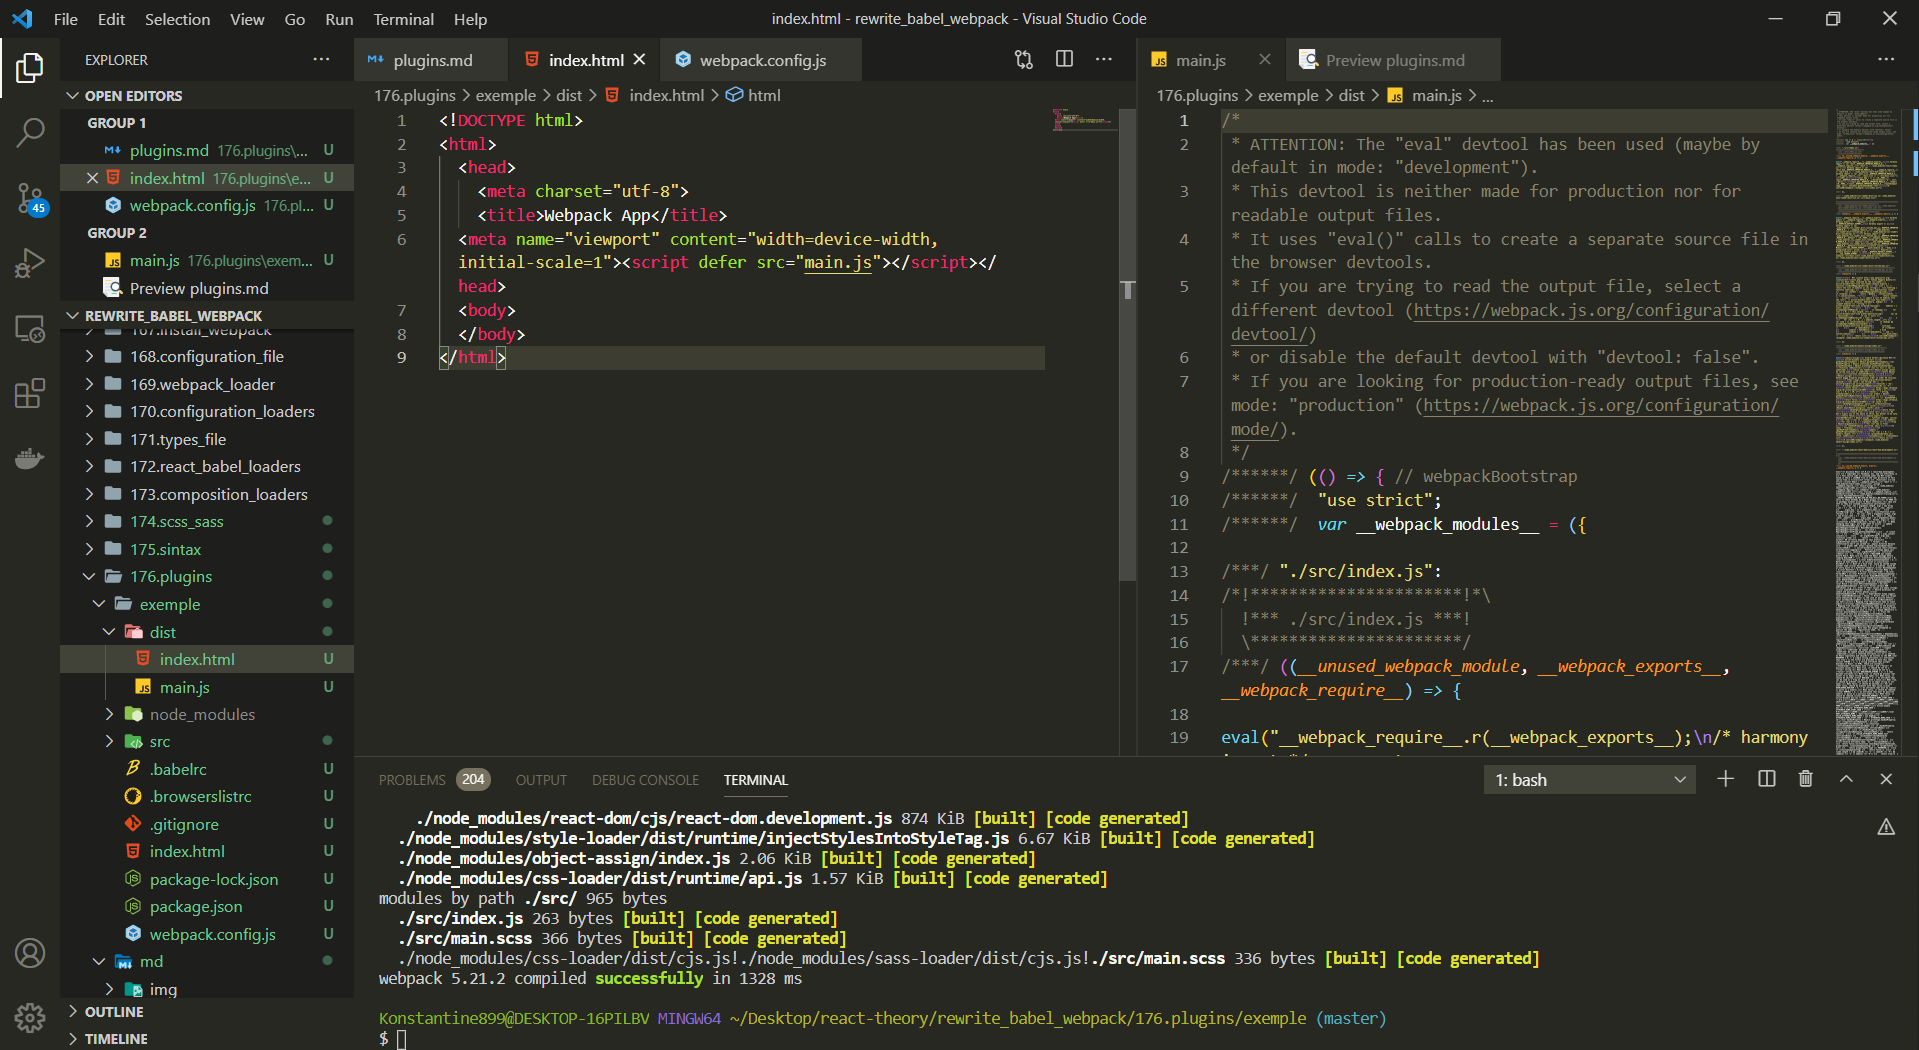 File Edit Selection View Go Run Terminal Help
index.html - rewrite_babel_webpack - Visual Studio Code
EXPLORER
OPEN EDITORS
GROUP 1
plugins.md 176.plugins\... U
index.html 176.plugins\e... U
webpack.config.js 176.pl... U
GROUP 2
JS main.js 176.plugins\exem... U
Preview plugins.md
REWRITE_BABEL_WEBPACK
167.install_webpack
168.configuration_file
169.webpack_loader
170.configuration_loaders
171.types_file
172.react_babel_loaders
173.composition_loaders
174.scss_sass
175.sintax
176.plugins
exemple
dist
index.html U
JS main.js U
node_modules
src
.babelrc U
.browserslistrc U
.gitignore U
index.html U
package-lock.json U
package.json U
webpack.config.js U
md
img
OUTLINE
TIMELINE
45
plugins.md
index.html
webpack.config.js
176.plugins > exemple > dist > index.html > html
1 <!DOCTYPE html>
2 <html>
3 <head>
4 <meta charset="utf-8">
5 <title>Webpack App</title>
6 <meta name="viewport" content="width=device-width,
initial-scale=1"><script defer src="main.js"></script></
head>
7 <body>
8 </body>
9 </html>
JS main.js
Preview plugins.md
176.plugins > exemple > dist > JS main.js > ...
1 /*
2 * ATTENTION: The "eval" devtool has been used (maybe by
default in mode: "development").
3 * This devtool is neither made for production nor for
readable output files.
4 * It uses "eval()" calls to create a separate source file in
the browser devtools.
5 * If you are trying to read the output file, select a
different devtool (https://webpack.js.org/configuration/
devtool/)
6 * or disable the default devtool with "devtool: false".
7 * If you are looking for production-ready output files, see
mode: "production" (https://webpack.js.org/configuration/
mode/).
8 */
9 /******/ (() => { // webpackBootstrap
10 /******/ "use strict";
11 /******/ var __webpack_modules__ = ({
12
13 /***/ "./src/index.js":
14 /*!**********************!*\
15 !*** ./src/index.js ***!
16 \**********************/
17 /***/ ((__unused_webpack_module, __webpack_exports__,
__webpack_require__) => {
18
19 eval("__webpack_require__.r(__webpack_exports__);\n/* harmony
PROBLEMS 204 OUTPUT DEBUG CONSOLE TERMINAL
1: bash
./node_modules/react-dom/cjs/react-dom.development.js 874 KiB [built] [code generated]
./node_modules/style-loader/dist/runtime/injectStylesIntoStyleTag.js 6.67 KiB [built] [code generated]
./node_modules/object-assign/index.js 2.06 KiB [built] [code generated]
./node_modules/css-loader/dist/runtime/api.js 1.57 KiB [built] [code generated]
modules by path ./src/ 965 bytes
./src/index.js 263 bytes [built] [code generated]
./src/main.scss 366 bytes [built] [code generated]
./node_modules/css-loader/dist/cjs.js!./node_modules/sass-loader/dist/cjs.js!./src/main.scss 336 bytes [built] [code generated]
webpack 5.21.2 compiled successfully in 1328 ms
Konstantine899@DESKTOP-16PILBV MINGW64 ~/Desktop/react-theory/rewrite_babel_webpack/176.plugins/exemple (master)
$